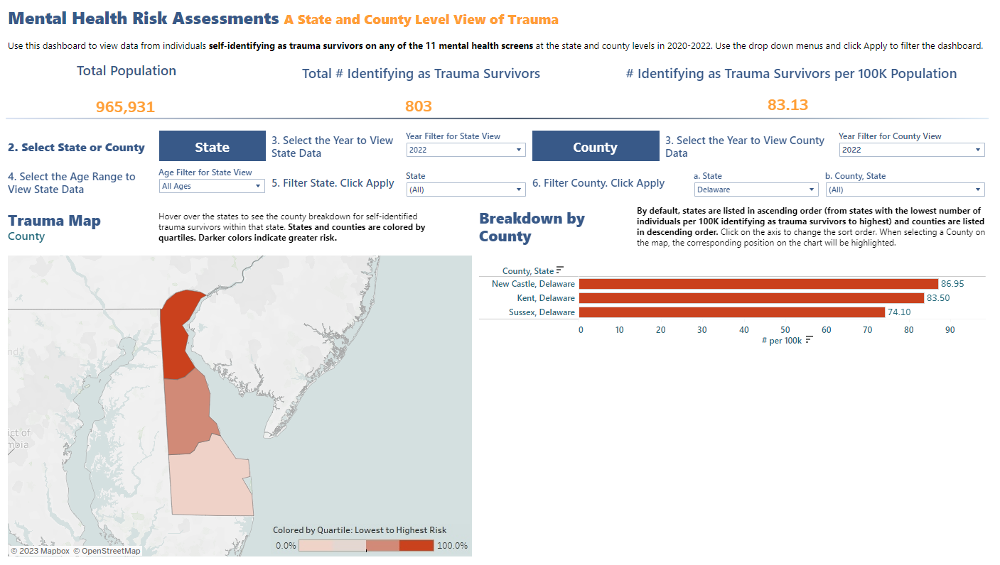 Mental Health Risk Assessments A State and County Level View of Trauma
Use this dashboard to view data from individuals self-identifying as trauma survivors on any of the 11 mental health screens at the state and county levels in 2020-2022. Use the drop down menus and click Apply to filter the dashboard.
Total Population
Total # Identifying as Trauma Survivors
# Identifying as Trauma Survivors per 100K Population
965,931
803
83.13
2. Select State or County
State
3. Select the Year to View
State Data
Year Filter for State View
2022
County
3. Select the Year to View County
Data
Year Filter for County View
2022
4. Select the Age Range to
View State Data
Age Filter for State View
All Ages
5. Filter State. Click Apply
State
(All)
6. Filter County. Click Apply
a. State
Delaware
b. County, State
(All)
Trauma Map
County
Hover over the states to see the county breakdown for self-identified
trauma survivors within that state. States and counties are colored by
quartiles. Darker colors indicate greater risk.
Breakdown by
County
By default, states are listed in ascending order (from states with the lowest number of
individuals per 100K identifying as trauma survivors to highest) and counties are listed
in descending order. Click on the axis to change the sort order. When selecting a County on
the map, the corresponding position on the chart will be highlighted.
nd
ict of
mbia
Colored by Quartile: Lowest to Highest Risk
0.0%
100.0%
© 2023 Mapbox © OpenStreetMap
County, State
New Castle, Delaware 86.95
Kent, Delaware 83.50
Sussex, Delaware 74.10
0 10 20 30 40 50 60 70 80 90
# per 100k